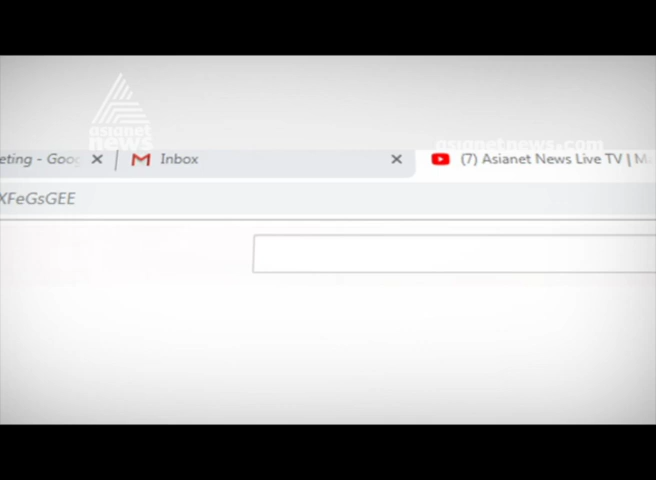 asianet
news
asianetnews.com
eting - Goo
Inbox
(7) Asianet News Live TV | M
XFeGsGEE